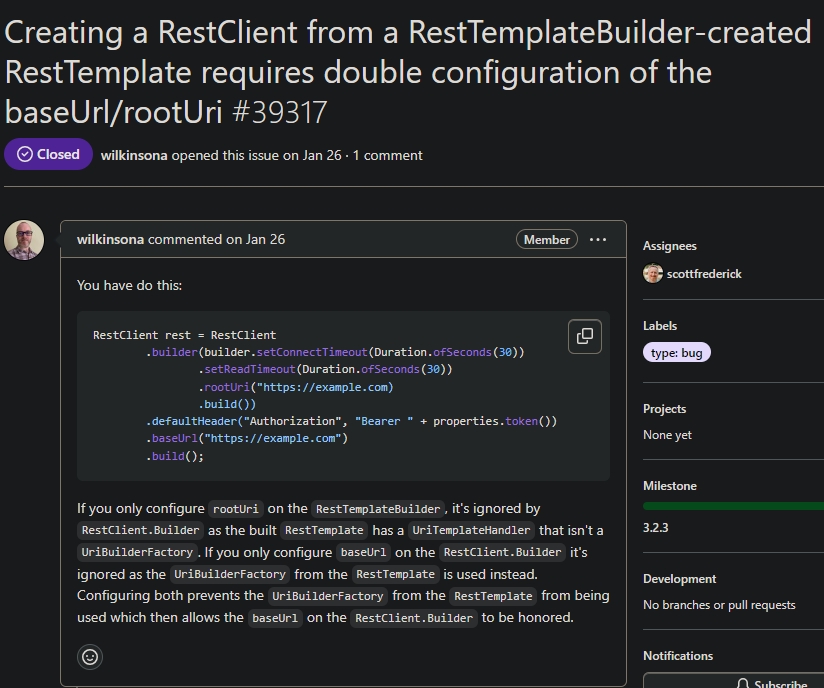 Creating a RestClient from a RestTemplateBuilder-created
RestTemplate requires double configuration of the
baseUrl/rootUri #39317
Closed wilkinsona opened this issue on Jan 26 · 1 comment
wilkinsona commented on Jan 26 Member ...
You have do this:
RestClient rest = RestClient
.builder(builder.setConnectTimeout(Duration.ofSeconds(30))
.setReadTimeout(Duration.ofSeconds(30))
.rootUri("https://example.com)
.build())
.defaultHeader("Authorization", "Bearer " + properties.token())
.baseUrl("https://example.com")
.build();
If you only configure rootUri on the RestTemplateBuilder, it's ignored by
RestClient.Builder as the built RestTemplate has a UriTemplateHandler that isn't a
UriBuilderFactory. If you only configure baseUrl on the RestClient.Builder it's
ignored as the UriBuilderFactory from the RestTemplate is used instead.
Configuring both prevents the UriBuilderFactory from the RestTemplate from being
used which then allows the baseUrl on the RestClient.Builder to be honored.
Assignees
scottfrederick
Labels
type: bug
Projects
None yet
Milestone
3.2.3
Development
No branches or pull requests
Notifications
Subscribe